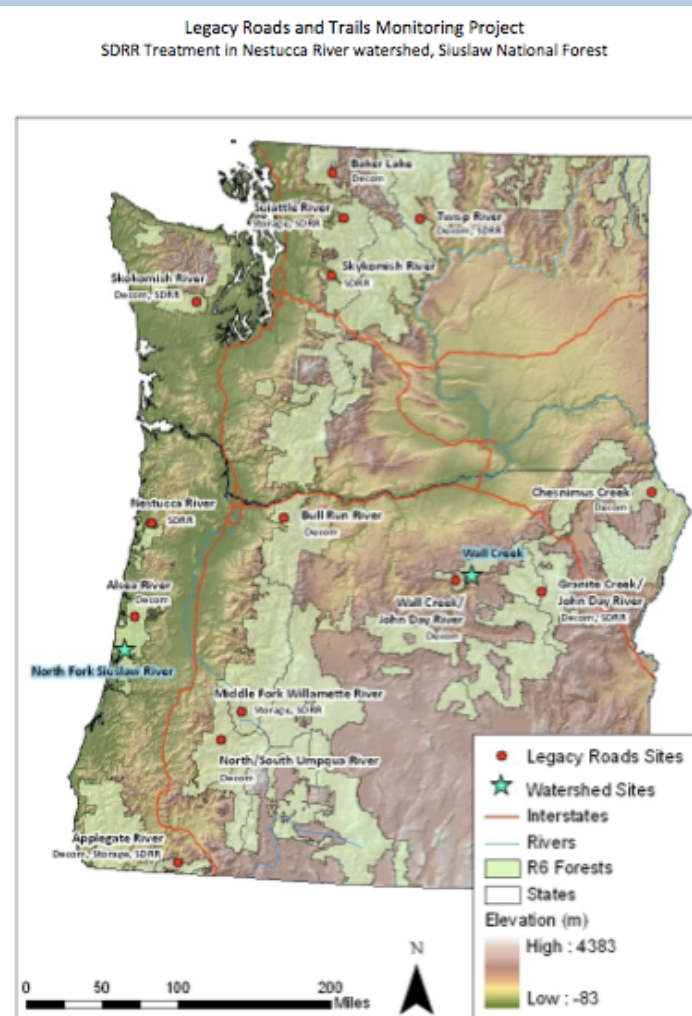 Legacy Roads and Trails Monitoring Project
SDRR Treatment in Nestucca River watershed, Siuslaw National Forest
Baker Lake
Decom
Suiattle River
Storage, SDRR
Twisp River
Decom, SDRR
Skykomish River
SDRR
Skokomish River
Decom, SDRR
Chesnimus Creek
Decom
Nestucca River
SDRR
Bull Run River
Decom
Wall Creek
Alsea River
Decom
Wall Creek/
John Day River
Decom
Granite Creek/
John Day River
Decom, SDRR
North Fork Siuslaw River
Middle Fork Willamette River
Storage, SDRR
North/South Umpqua River
Decom
Applegate River
Decom, Storage, SDRR
Legacy Roads Sites
Watershed Sites
Interstates
Rivers
R6 Forests
States
Elevation (m)
High : 4383
Low : -83
N
0 50 100 200
Miles